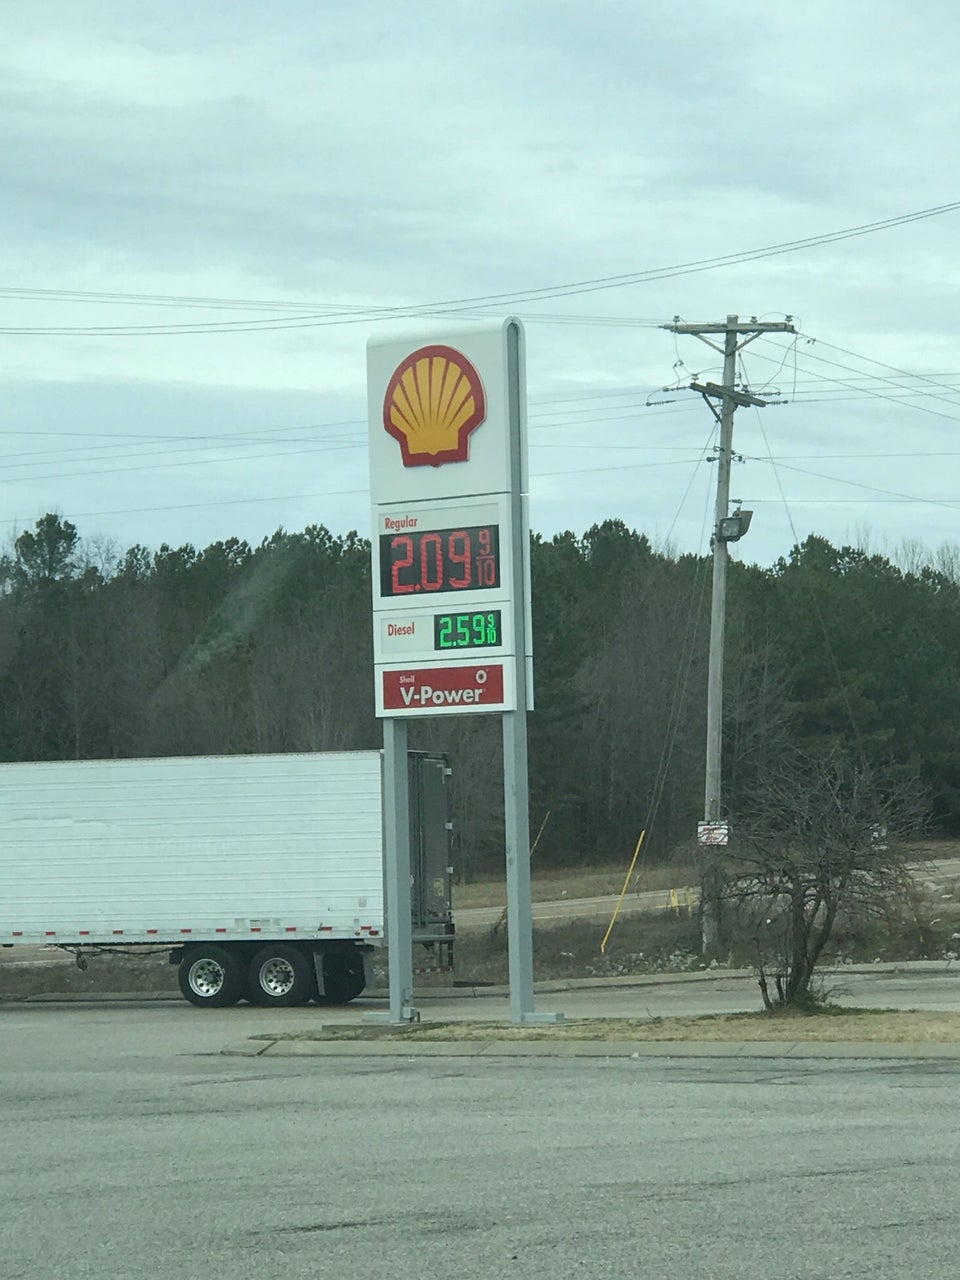 Regular
2.09 9/10
Diesel
2.59 9/10
Shell
V-Power